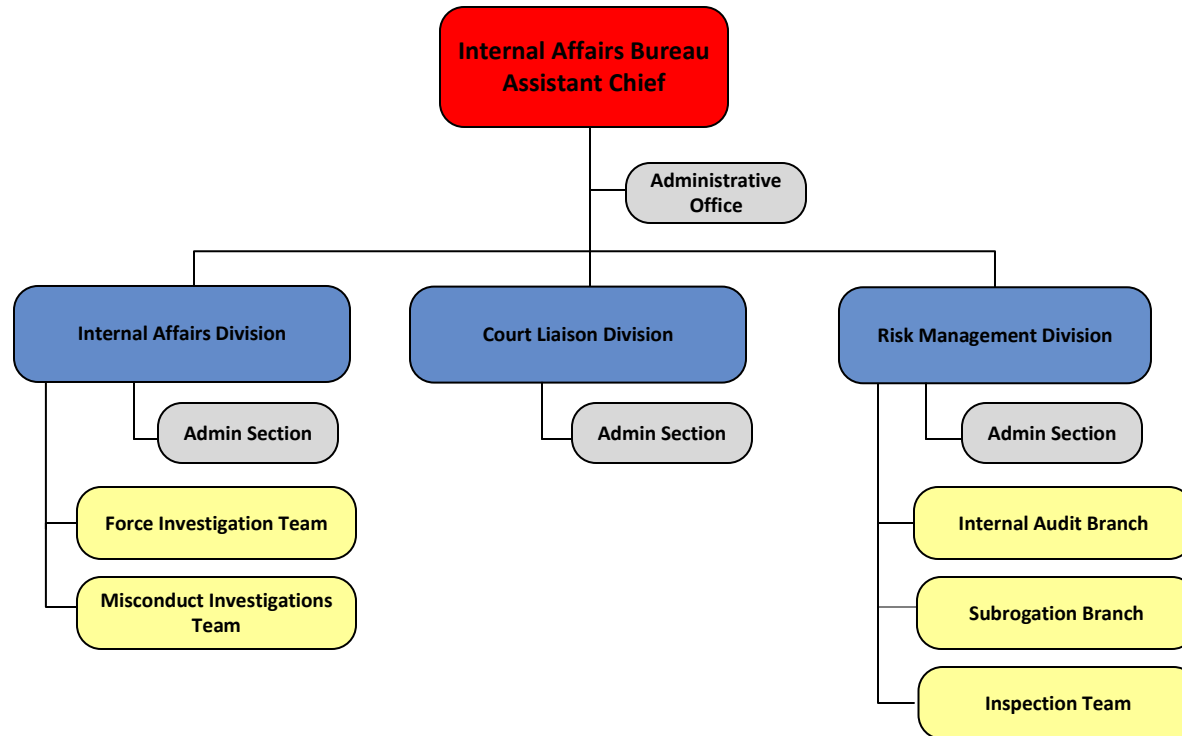 Internal Affairs Bureau
Assistant Chief
Administrative
Office
Internal Affairs Division
Court Liaison Division
Risk Management Division
Admin Section
Admin Section
Admin Section
Force Investigation Team
Internal Audit Branch
Misconduct Investigations
Team
Subrogation Branch
Inspection Team